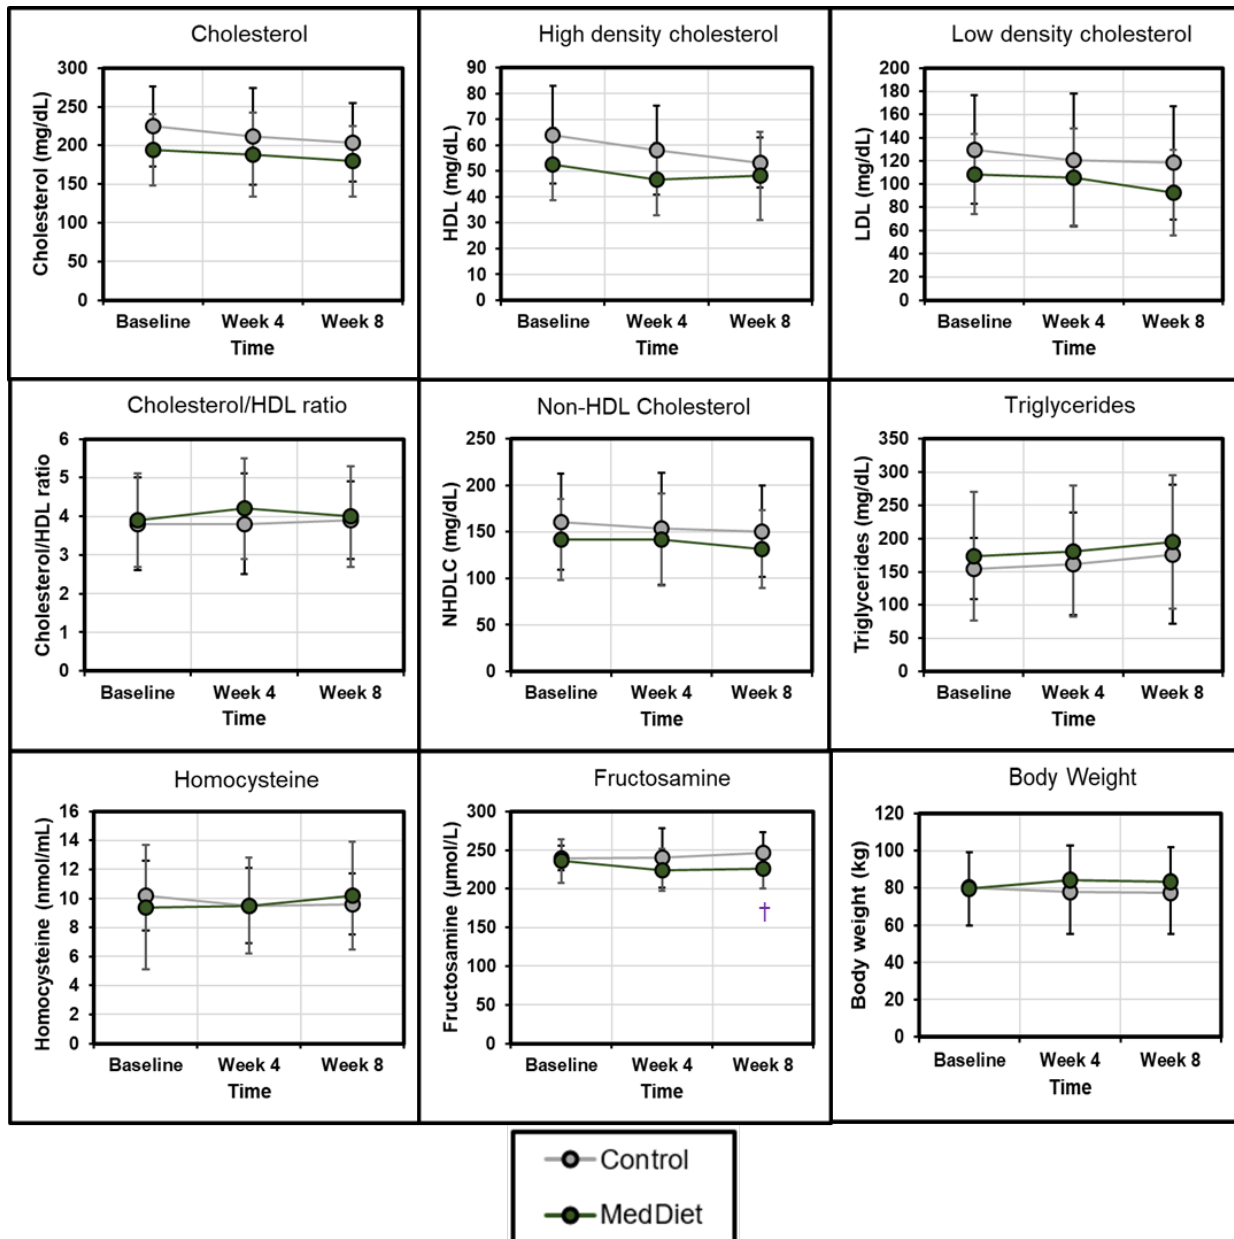 Cholesterol
Cholesterol (mg/dL)
300
250
200
150
100
50
0
Baseline Week 4 Week 8
Time
High density cholesterol
HDL (mg/dL)
90
80
70
60
50
40
30
20
10
0
Baseline Week 4 Week 8
Time
Low density cholesterol
LDL (mg/dL)
200
180
160
140
120
100
80
60
40
20
0
Baseline Week 4 Week 8
Time
Cholesterol/HDL ratio
Cholesterol/HDL ratio
6
5
4
3
2
1
0
Baseline Week 4 Week 8
Time
Non-HDL Cholesterol
NHDLC (mg/dL)
250
200
150
100
50
0
Baseline Week 4 Week 8
Time
Triglycerides
Triglycerides (mg/dL)
350
300
250
200
150
100
50
0
Baseline Week 4 Week 8
Time
Homocysteine
Homocysteine (nmol/mL)
16
14
12
10
8
6
4
2
0
Baseline Week 4 Week 8
Time
Fructosamine
Fructosamine (µmol/L)
300
250
200
150
100
50
0
†
Baseline Week 4 Week 8
Time
Body Weight
Body weight (kg)
120
100
80
60
40
20
0
Baseline Week 4 Week 8
Time
Control
MedDiet